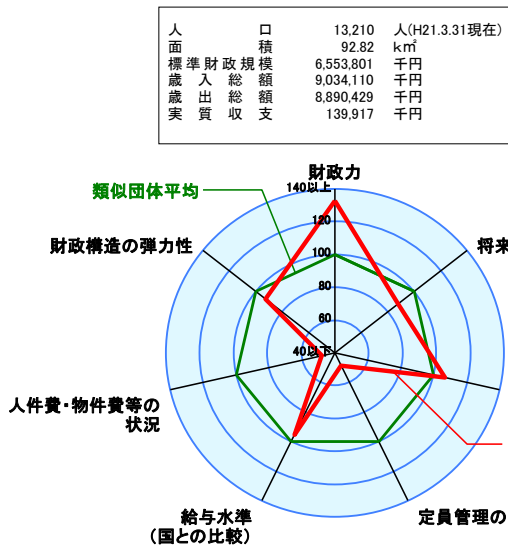 人口 13,210 人(H21.3.31現在)
面積 92.82 k㎡
標準財政規模 6,553,801 千円
歳入総額 9,034,110 千円
歳出総額 8,890,429 千円
実質収支 139,917 千円
財政力
140以上
類似団体平均
120
財政構造の弾力性
将来
100
80
60
40以下
人件費・物件費等の
状況
給与水準
(国との比較)
定員管理の